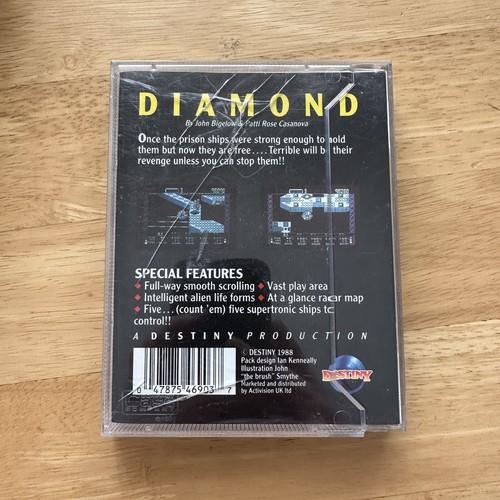 DIAMOND
By John Bigelow & Patti Rose Casanova
Once the prison ships were strong enough to hold
them but now they are free.... Terrible will be their
revenge unless you can stop them!!
SPECIAL FEATURES
Full-way smooth scrolling ◆ Vast play area
◆ Intelligent alien life forms ◆ At a glance radar map
◆ Five...(count 'em) five supertronic ships to
control!!
A DESTINY PRODUCTION
© DESTINY 1988
Pack design Ian Kenneally
Illustration John
"the brush" Smythe
Marketed and distributed
by Activision UK ltd
DESTINY
0 47875 46903 7